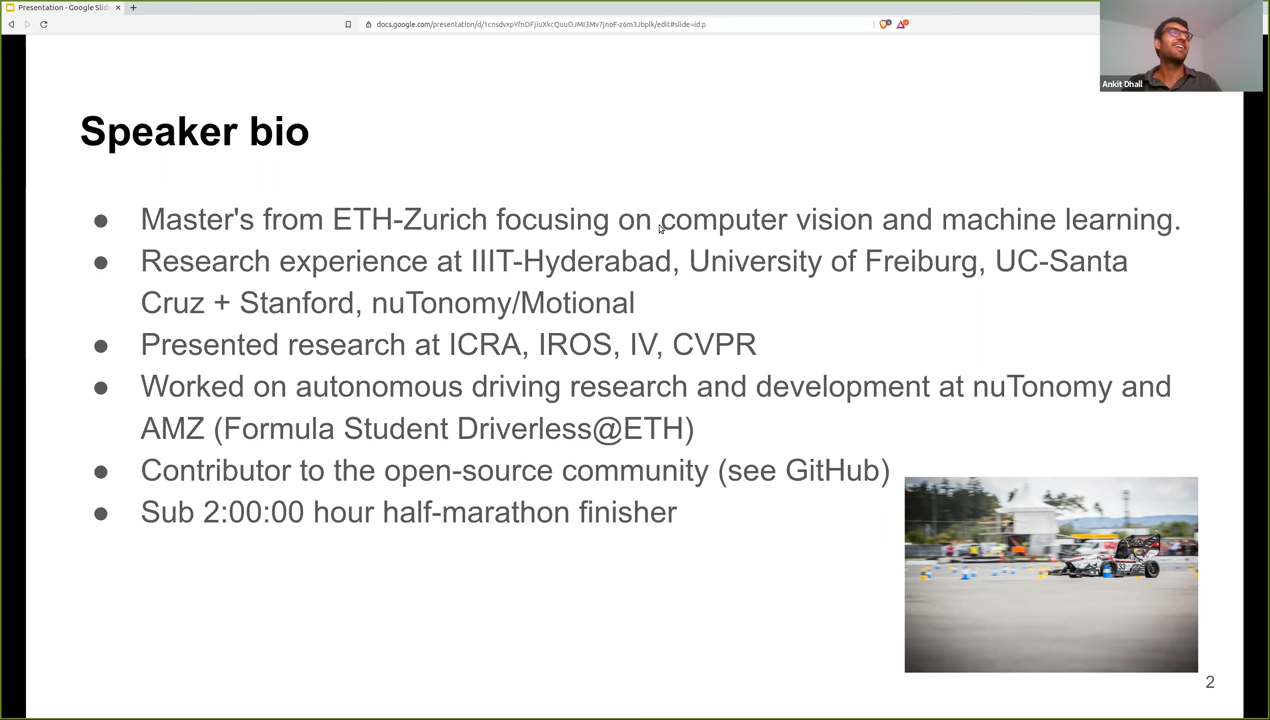 Presentation - Google Slid
docs.google.com/presentation/d/1cnsdvxpYfnOFjiuXkcQuuOJMI3Mv7jnoF-z6m3Jbplk/edit#slide=id.p
Ankit Dhall
Speaker bio
● Master's from ETH-Zurich focusing on computer vision and machine learning.
● Research experience at IIIT-Hyderabad, University of Freiburg, UC-Santa
Cruz + Stanford, nuTonomy/Motional
● Presented research at ICRA, IROS, IV, CVPR
● Worked on autonomous driving research and development at nuTonomy and
AMZ (Formula Student Driverless@ETH)
● Contributor to the open-source community (see GitHub)
● Sub 2:00:00 hour half-marathon finisher
33
2